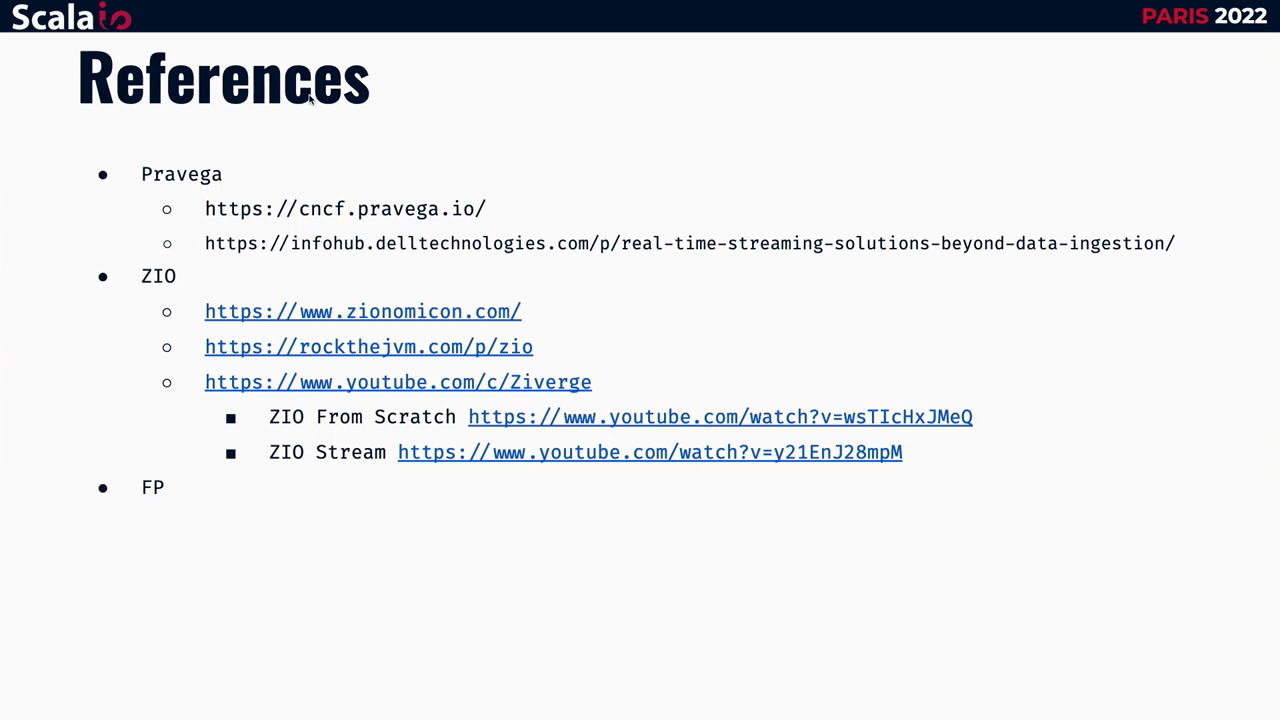 Scalaio
PARIS 2022
References
Pravega
https://cncf.pravega.io/
https://infohub.delltechnologies.com/p/real-time-streaming-solutions-beyond-data-ingestion/
ZIO
https://www.zionomicon.com/
https://rockthejvm.com/p/zio
https://www.youtube.com/c/Ziverge
ZIO From Scratch https://www.youtube.com/watch?v=wsTIcHxJMeQ
ZIO Stream https://www.youtube.com/watch?v=y21EnJ28mpM
FP